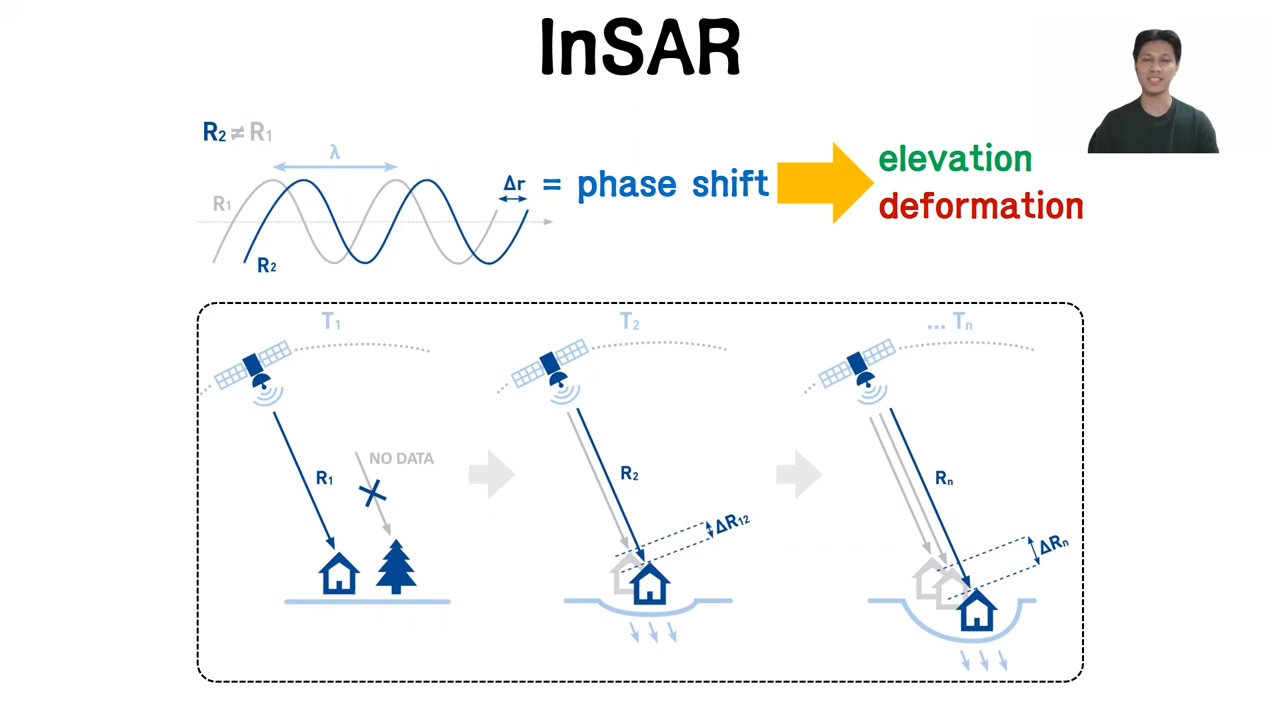 InSAR
R₂ ≠ R₁
λ
R₁
R₂
Δr = phase shift
elevation
deformation
T₁
T₂
... Tₙ
R₁
NO DATA
R₂
ΔR₁₂
Rₙ
ΔRₙ